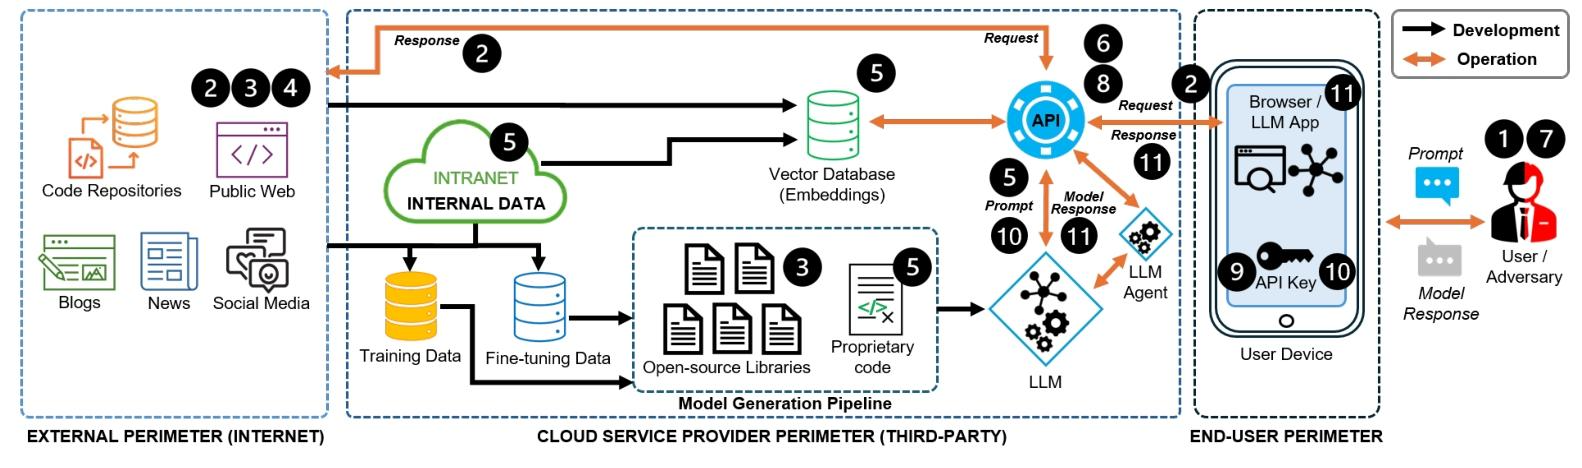 Response
2
Request
6
8
2
Development
Operation
2 3 4
Code Repositories
Public Web
Blogs
News
Social Media
5
INTRANET
INTERNAL DATA
5
Vector Database
(Embeddings)
API
Request
Response
11
5
Prompt
10
Model
Response
11
LLM
Agent
Training Data
Fine-tuning Data
3
Open-source Libraries
5
</>
Proprietary
code
Model Generation Pipeline
LLM
Browser /
LLM App
11
9
API Key
10
User Device
1 7
Prompt
User /
Adversary
Model
Response
EXTERNAL PERIMETER (INTERNET)
CLOUD SERVICE PROVIDER PERIMETER (THIRD-PARTY)
END-USER PERIMETER